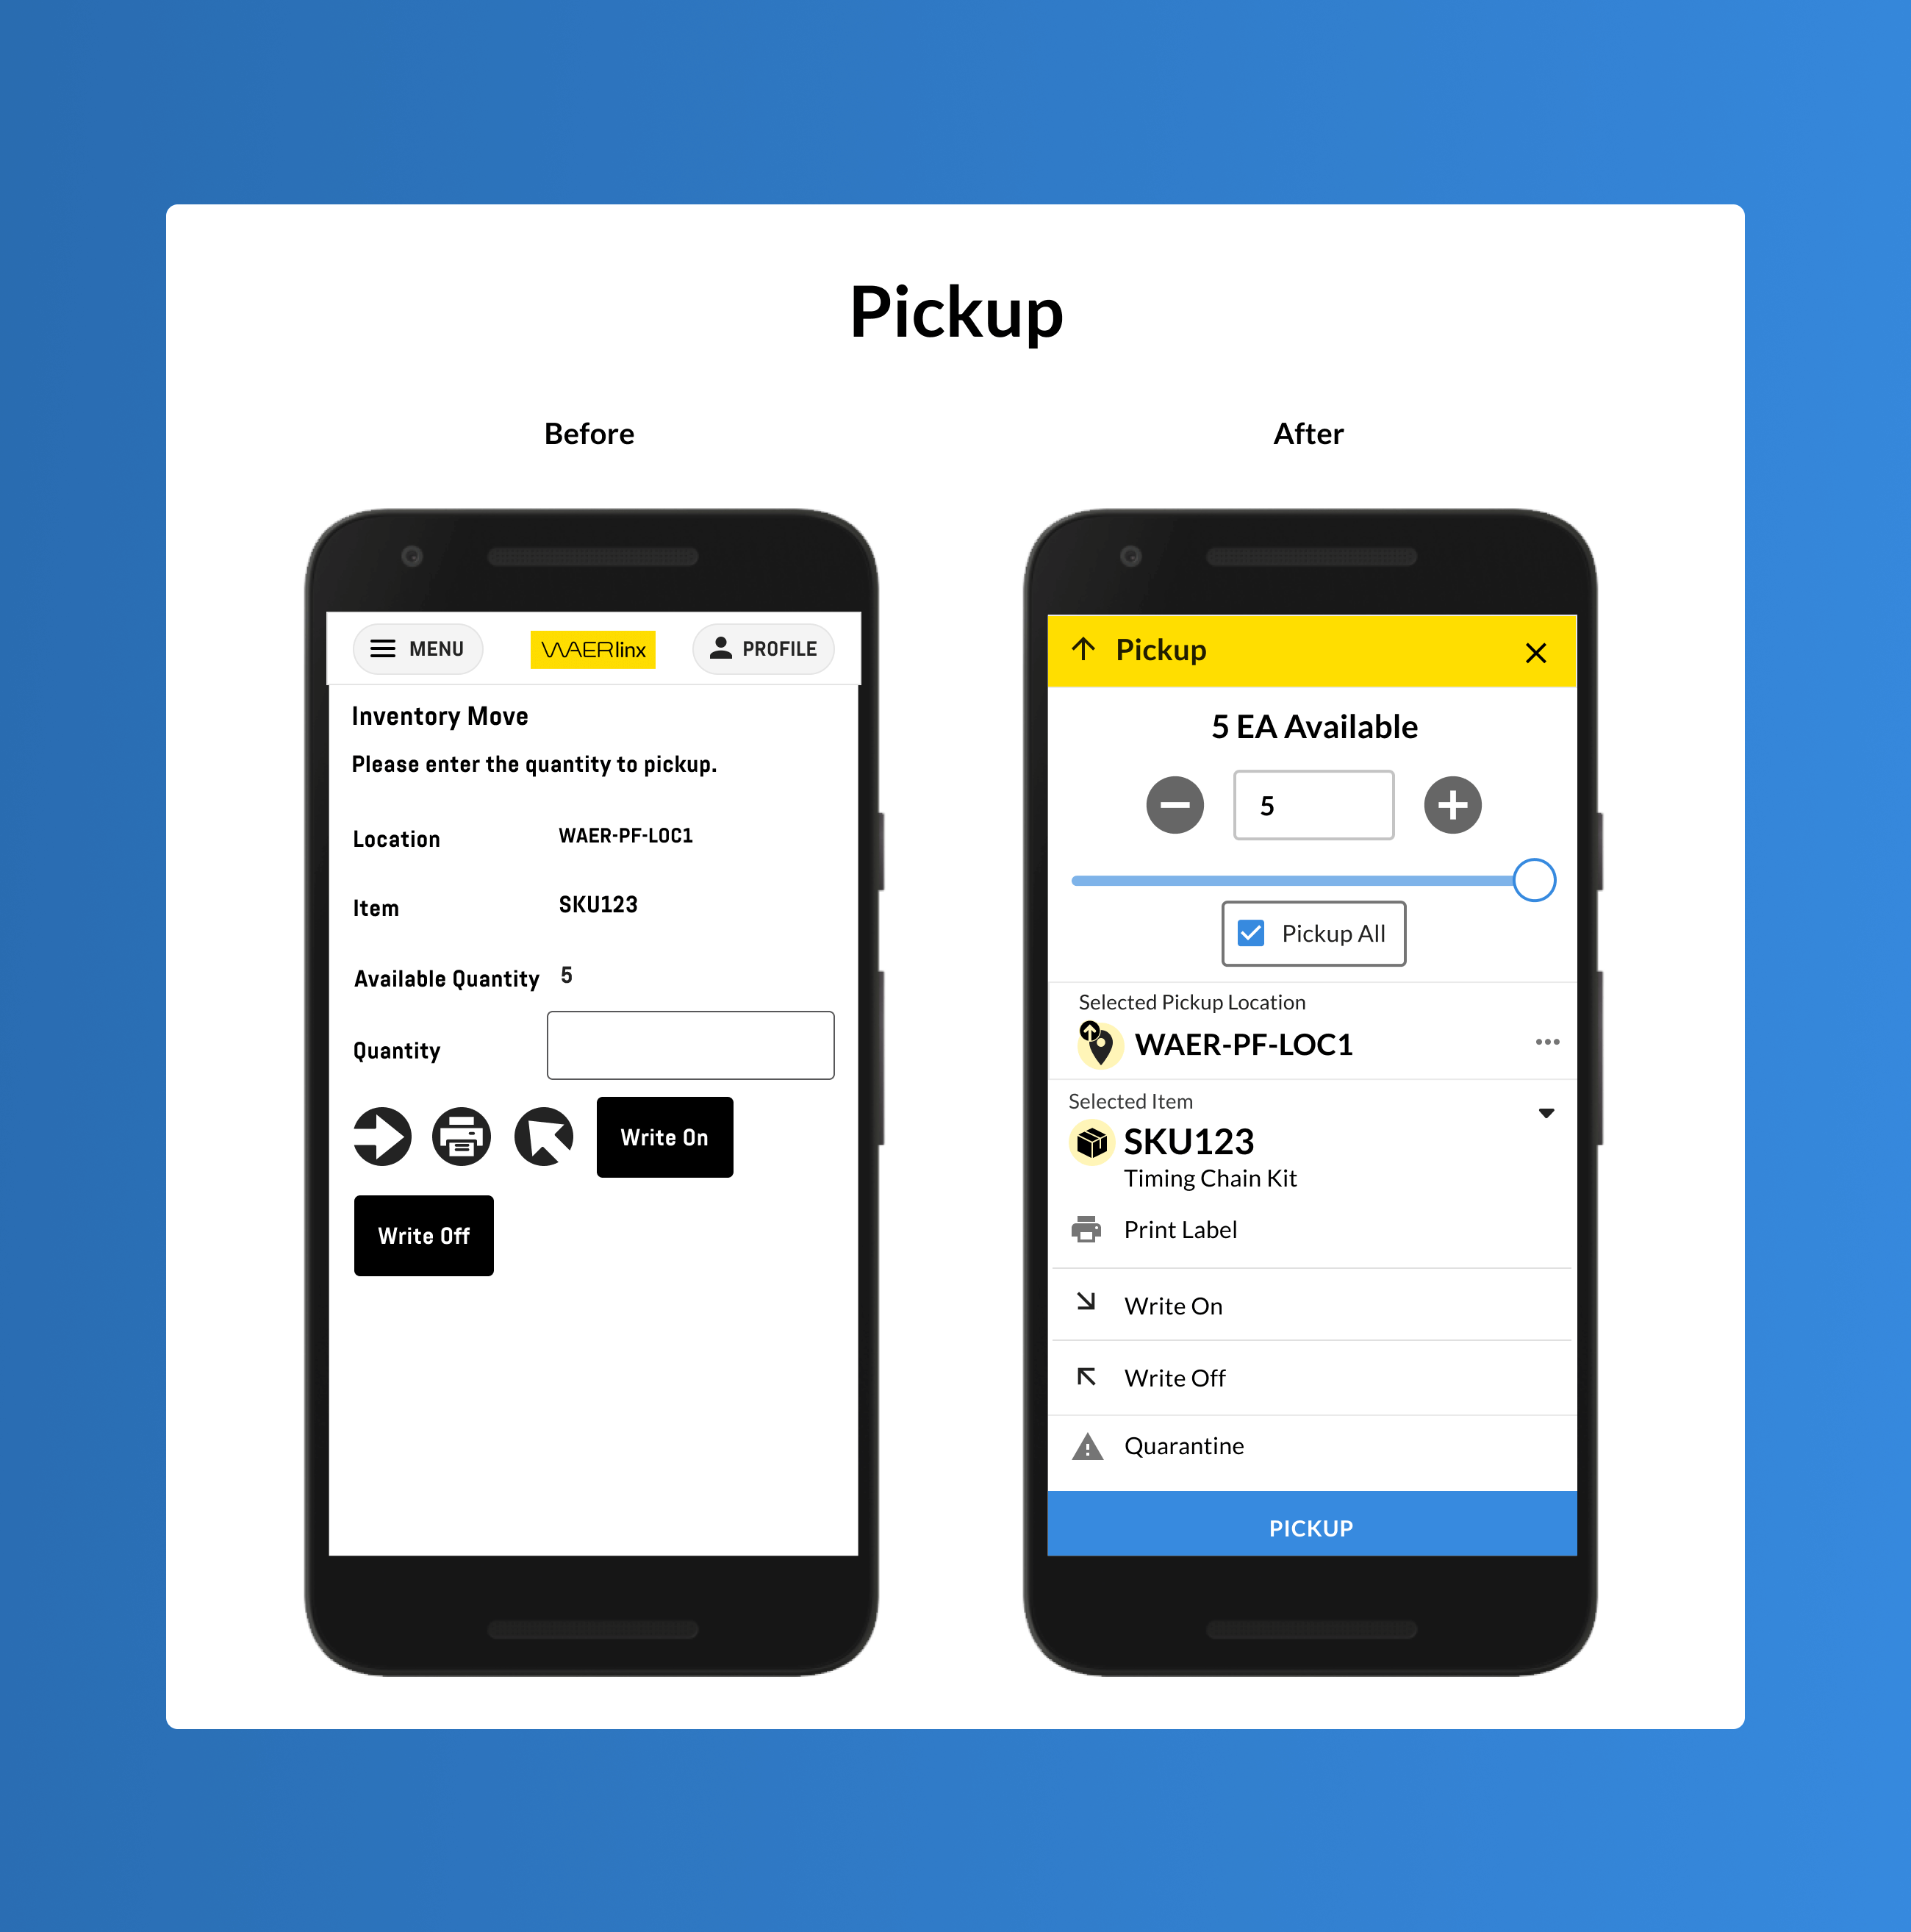 Pickup
Before
After
MENU
WAERlinx
PROFILE
Inventory Move
Please enter the quantity to pickup.
Location WAER-PF-LOC1
Item SKU123
Available Quantity 5
Quantity
Write On
Write Off
Pickup
5 EA Available
5
Pickup All
Selected Pickup Location
WAER-PF-LOC1
Selected Item
SKU123
Timing Chain Kit
Print Label
Write On
Write Off
Quarantine
PICKUP